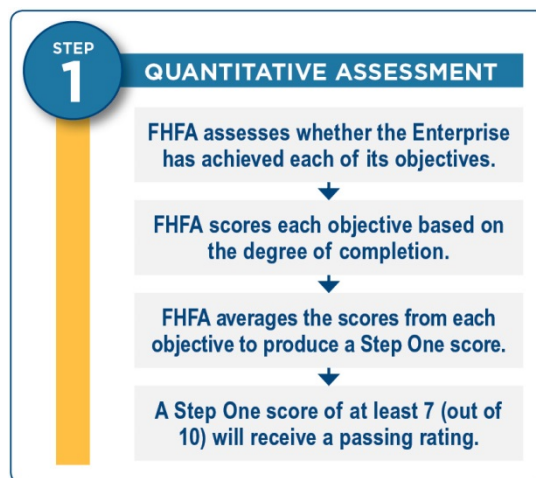 STEP
1
QUANTITATIVE ASSESSMENT
FHFA assesses whether the Enterprise
has achieved each of its objectives.
FHFA scores each objective based on
the degree of completion.
FHFA averages the scores from each
objective to produce a Step One score.
A Step One score of at least 7 (out of
10) will receive a passing rating.